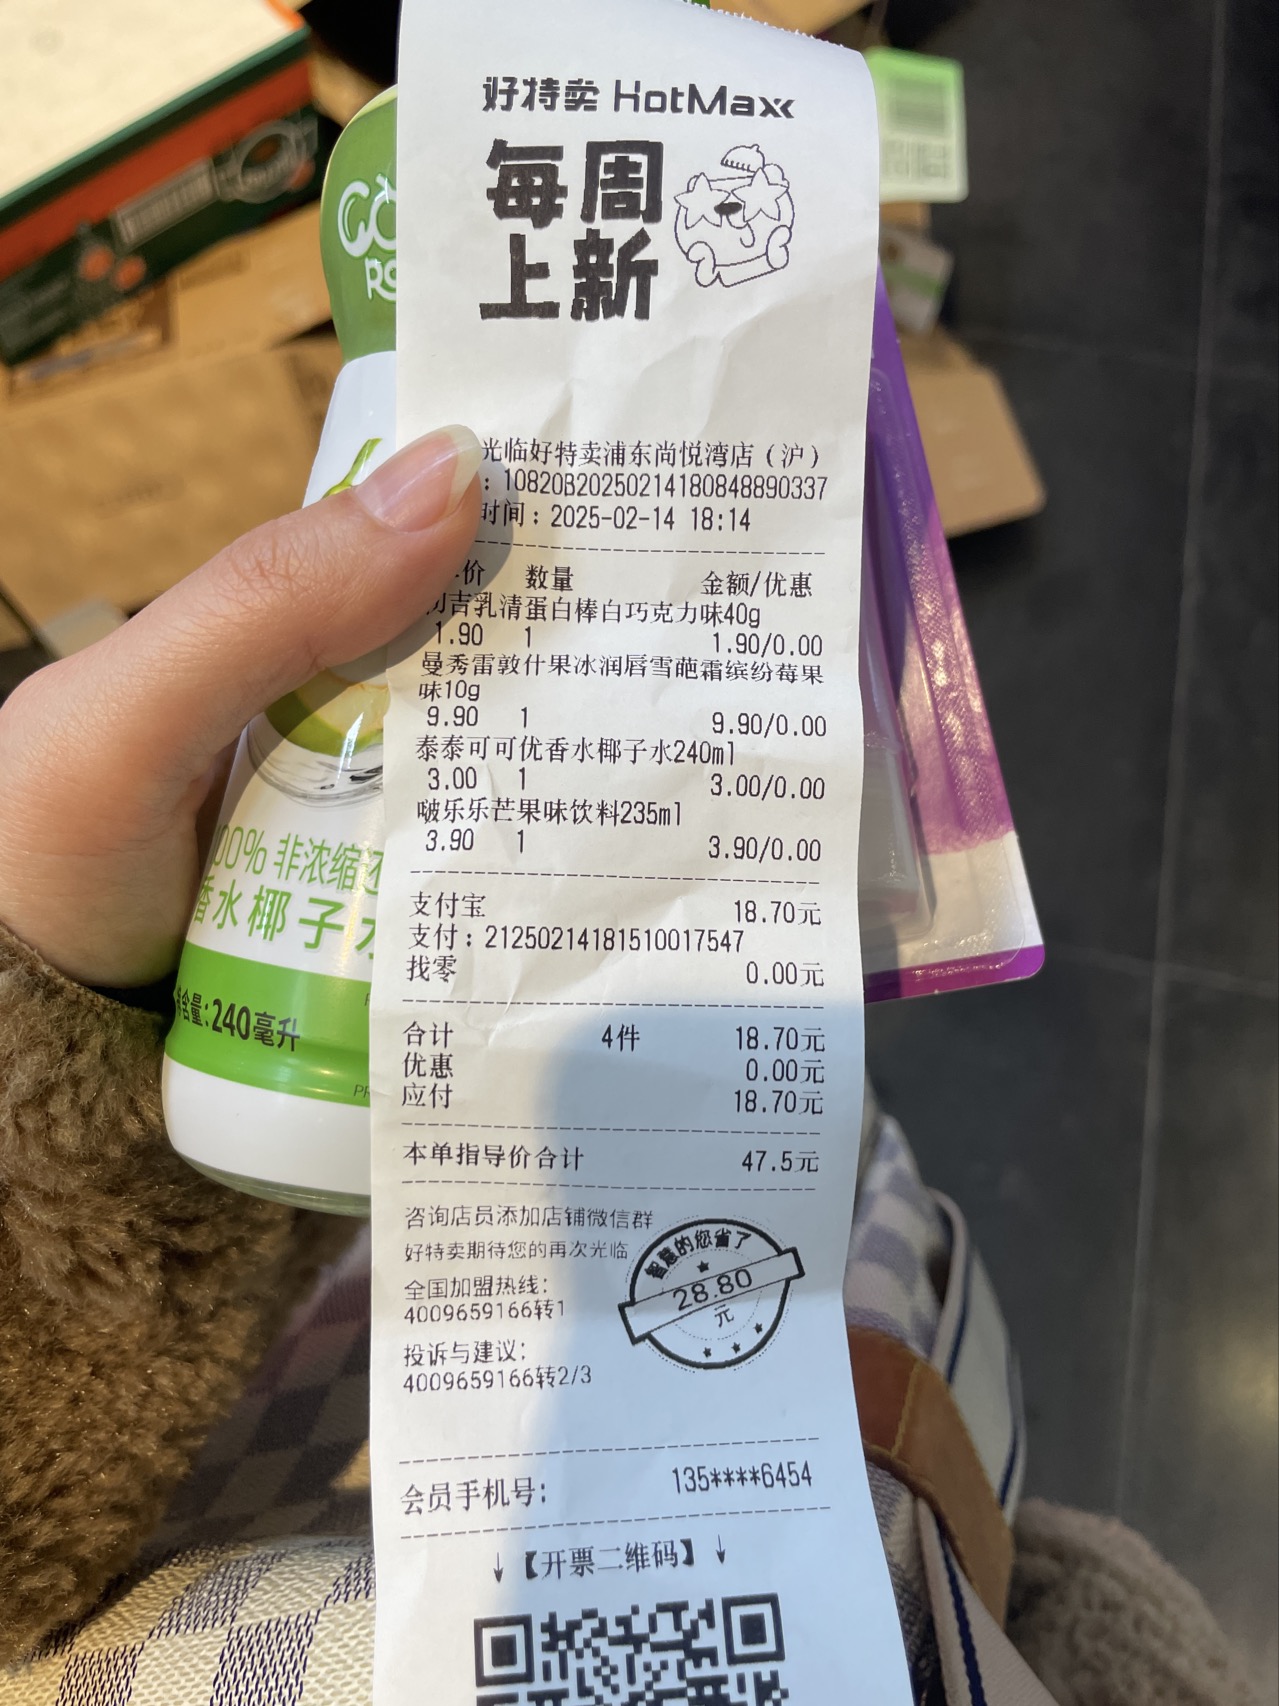 好特卖 HotMaxx
每周
上新
光临好特卖浦东尚悦湾店（沪）
：10820B20250214180848890337
时间：2025-02-14 18:14
价 数量 金额/优惠
吉乳清蛋白棒白巧克力味40g
1.90 1 1.90/0.00
曼秀雷敦什果冰润唇雪葩霜缤纷莓果
味10g
9.90 1 9.90/0.00
泰泰可可优香水椰子水240ml
3.00 1 3.00/0.00
啵乐乐芒果味饮料235ml
3.90 1 3.90/0.00
支付宝 18.70元
支付：21250214181510017547
找零 0.00元
合计 4件 18.70元
优惠 0.00元
应付 18.70元
本单指导价合计 47.5元
咨询店员添加店铺微信群
好特卖期待您的再次光临
全国加盟热线：
4009659166转1
投诉与建议：
4009659166转2/3
智慧的您省了
28.80
元
会员手机号： 135****6454
↓【开票二维码】↓
00% 非浓缩还
香水椰子水
含量:240毫升